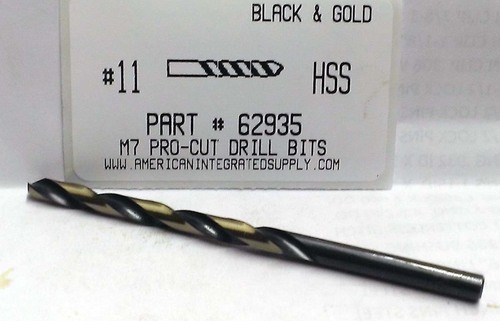 BLACK & GOLD
#11
HSS
PART # 62935
M7 PRO-CUT DRILL BITS
WWW.AMERICANINTEGRATEDSUPPLY.COM